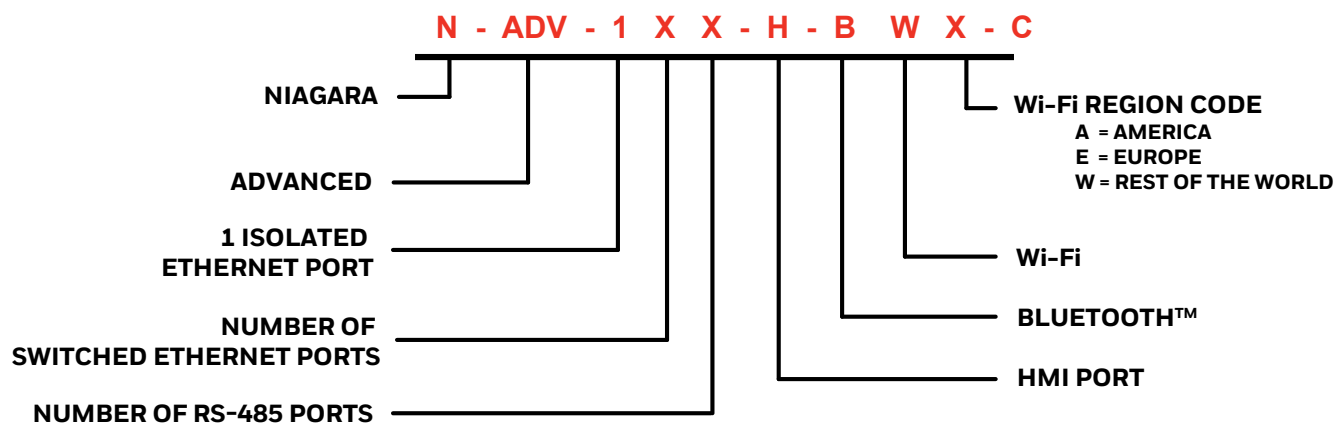 N - ADV - 1 X X - H - B W X - C
NIAGARA
ADVANCED
1 ISOLATED
ETHERNET PORT
NUMBER OF
SWITCHED ETHERNET PORTS
NUMBER OF RS-485 PORTS
Wi-Fi REGION CODE
A = AMERICA
E = EUROPE
W = REST OF THE WORLD
Wi-Fi
BLUETOOTH™
HMI PORT